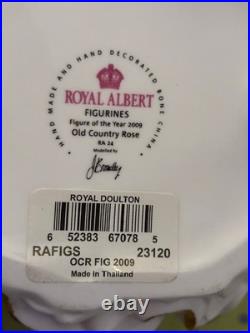 HAND MADE AND HAND DECORATED BONE CHINA
ROYAL ALBERT
FIGURINES
Figure of the Year 2009
Old Country Rose
RA 24
Modelled by
ROYAL DOULTON
6 52383 67078 5
RAFIGS 23120
OCR FIG 2009
Made in Thailand